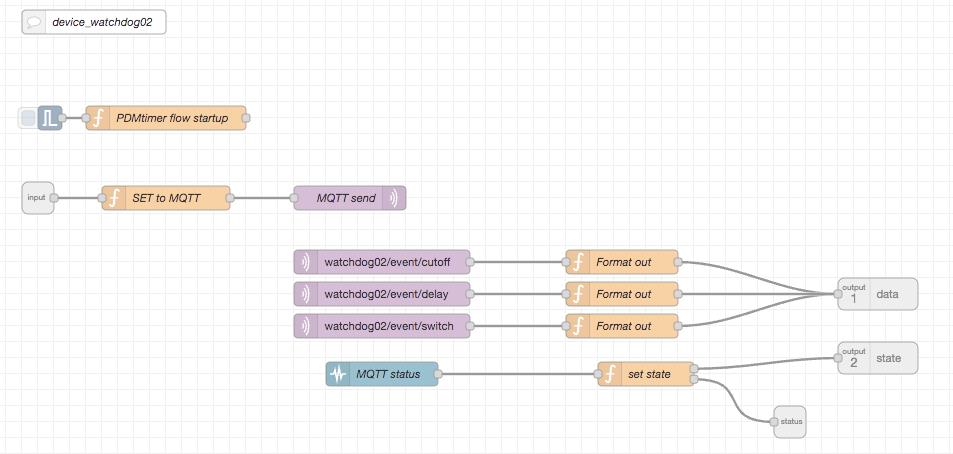 device_watchdog02
PDMtimer flow startup
input
SET to MQTT
MQTT send
watchdog02/event/cutoff
Format out
watchdog02/event/delay
Format out
output
1
data
watchdog02/event/switch
Format out
output
2
state
MQTT status
set state
status